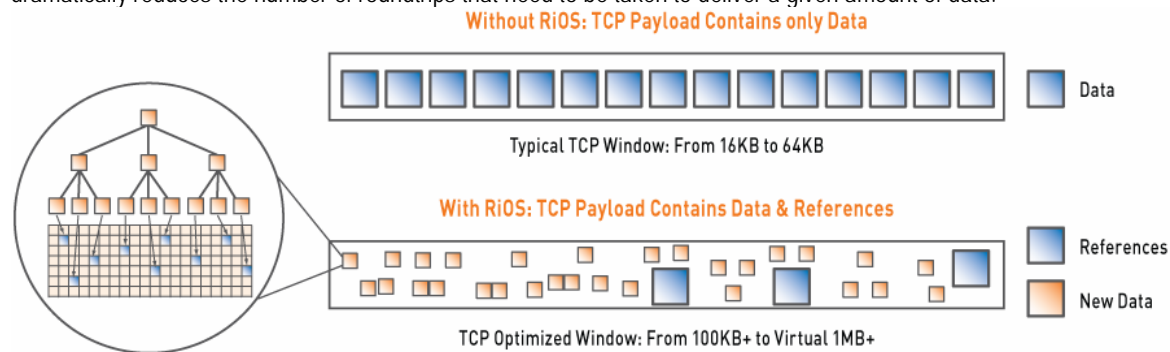 dramatically reduces the number of roundtrips that need to be taken to deliver a given amount of data.
Without RiOS: TCP Payload Contains only Data
Data
Typical TCP Window: From 16KB to 64KB
With RiOS: TCP Payload Contains Data & References
References
New Data
TCP Optimized Window: From 100KB+ to Virtual 1MB+